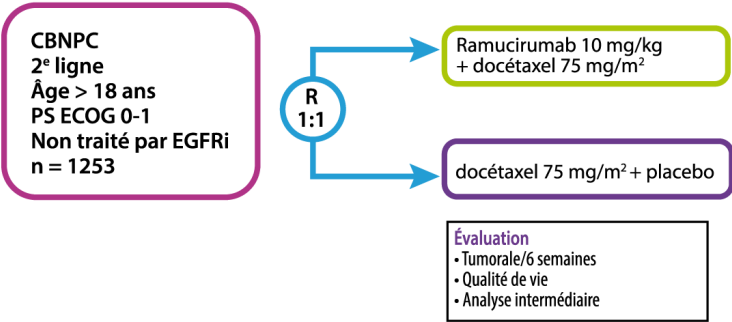 CBNPC
2e ligne
Âge > 18 ans
PS ECOG 0-1
Non traité par EGFRi
n = 1253
R
1:1
Ramucirumab 10 mg/kg
+ docétaxel 75 mg/m²
docétaxel 75 mg/m² + placebo
Évaluation
• Tumorale/6 semaines
• Qualité de vie
• Analyse intermédiaire